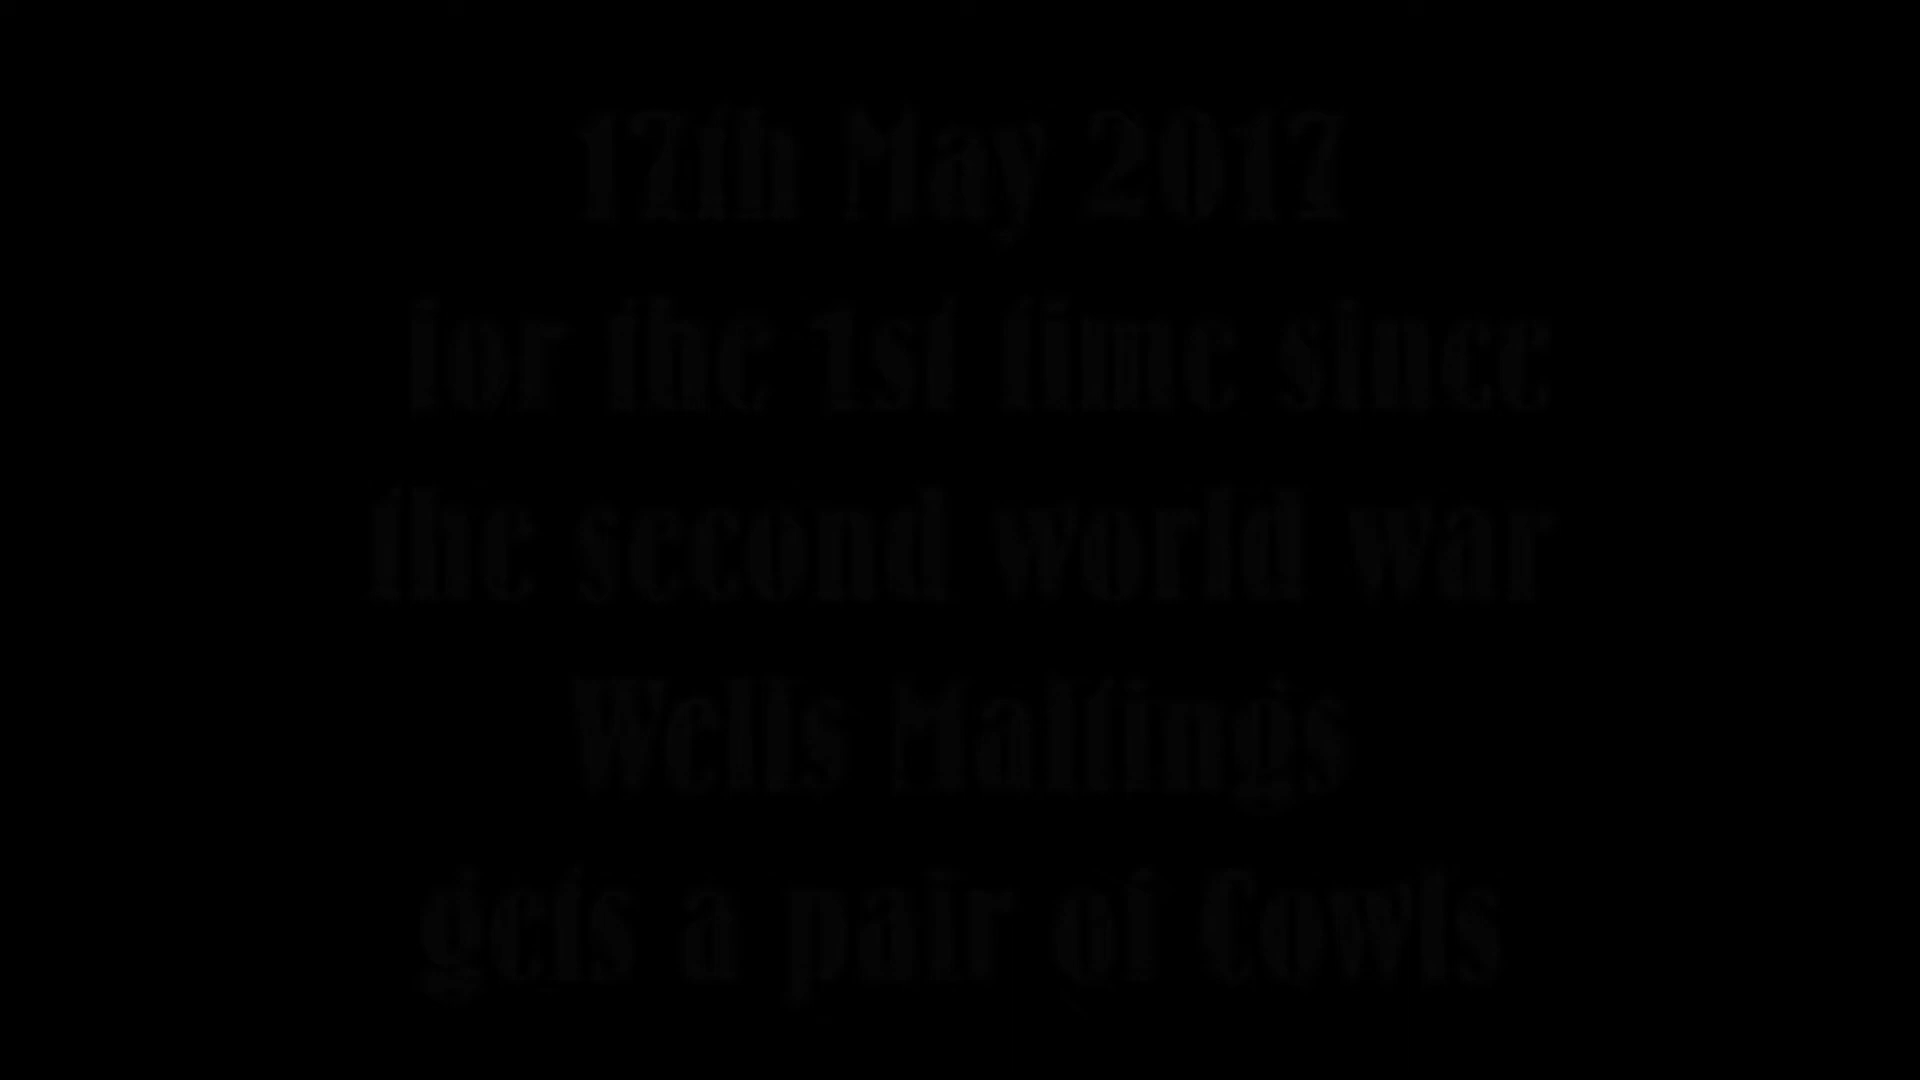 17th May 2017
for the 1st time since
the second world war
Wells Maltings
gets a pair of Cowls